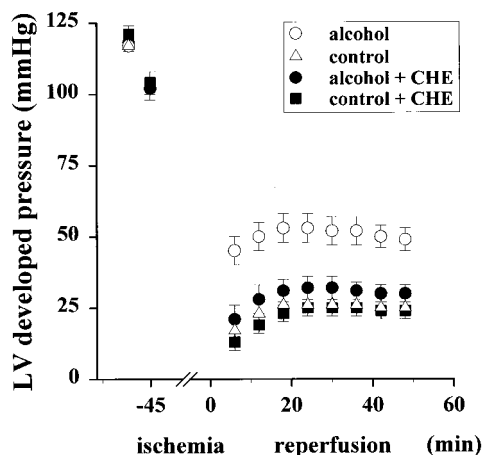 LV developed pressure (mmHg)
125
100
75
50
25
0
alcohol
control
alcohol + CHE
control + CHE
-45 0 20 40 60
ischemia reperfusion (min)